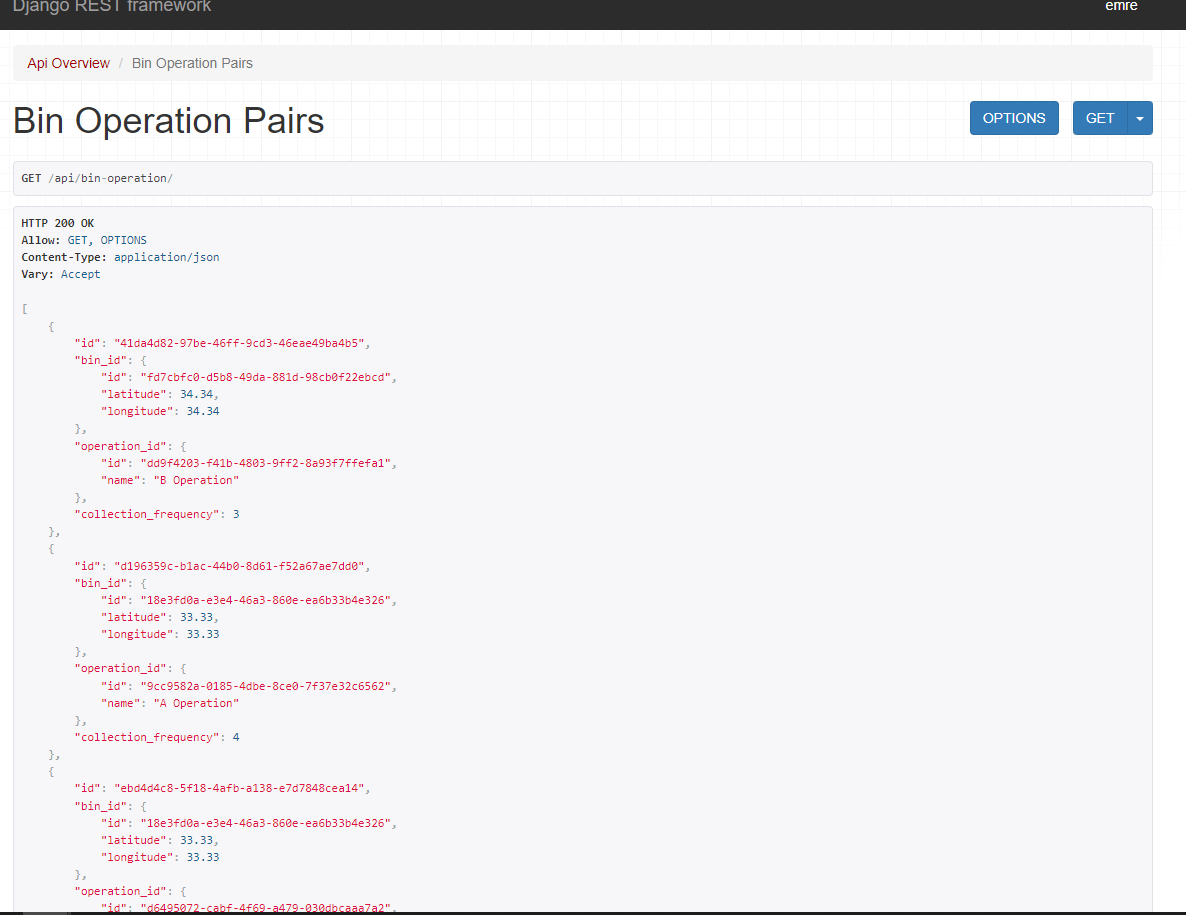 Django REST framework
emre
Api Overview / Bin Operation Pairs
Bin Operation Pairs
OPTIONS
GET
GET /api/bin-operation/
HTTP 200 OK
Allow: GET, OPTIONS
Content-Type: application/json
Vary: Accept
[
    {
        "id": "41da4d82-97be-46ff-9cd3-46eae49ba4b5",
        "bin_id": {
            "id": "fd7cbfc0-d5b8-49da-881d-98cb0f22ebcd",
            "latitude": 34.34,
            "longitude": 34.34
        },
        "operation_id": {
            "id": "dd9f4203-f41b-4803-9ff2-8a93f7ffefa1",
            "name": "B Operation"
        },
        "collection_frequency": 3
    },
    {
        "id": "d196359c-b1ac-44b0-8d61-f52a67ae7dd0",
        "bin_id": {
            "id": "18e3fd0a-e3e4-46a3-860e-ea6b33b4e326",
            "latitude": 33.33,
            "longitude": 33.33
        },
        "operation_id": {
            "id": "9cc9582a-0185-4dbe-8ce0-7f37e32c6562",
            "name": "A Operation"
        },
        "collection_frequency": 4
    },
    {
        "id": "ebd4d4c8-5f18-4afb-a138-e7d7848cea14",
        "bin_id": {
            "id": "18e3fd0a-e3e4-46a3-860e-ea6b33b4e326",
            "latitude": 33.33,
            "longitude": 33.33
        },
        "operation_id": {
            "id": "d6495072-cabf-4f69-a479-030dbcaaa7a2",